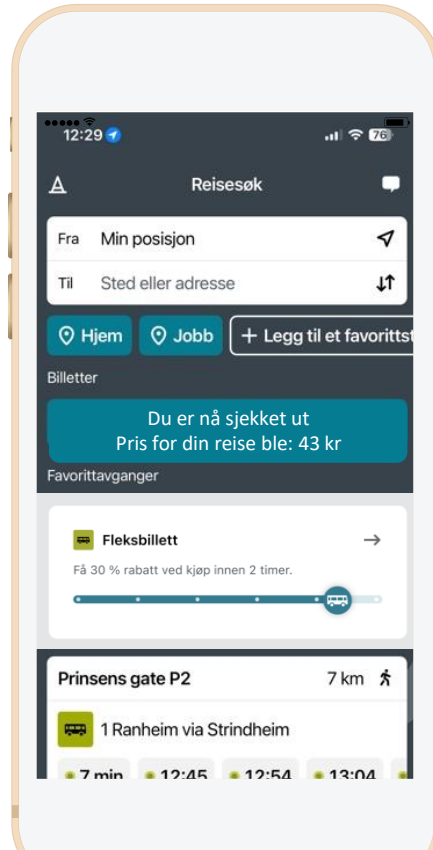 12:29
76
Reisesøk
Fra Min posisjon
Til Sted eller adresse
Hjem
Jobb
+ Legg til et favorittst
Billetter
Du er nå sjekket ut
Pris for din reise ble: 43 kr
Favorittavganger
Fleksbillett
Få 30 % rabatt ved kjøp innen 2 timer.
Prinsens gate P2 7 km
1 Ranheim via Strindheim
7 min 12:45 12:54 13:04